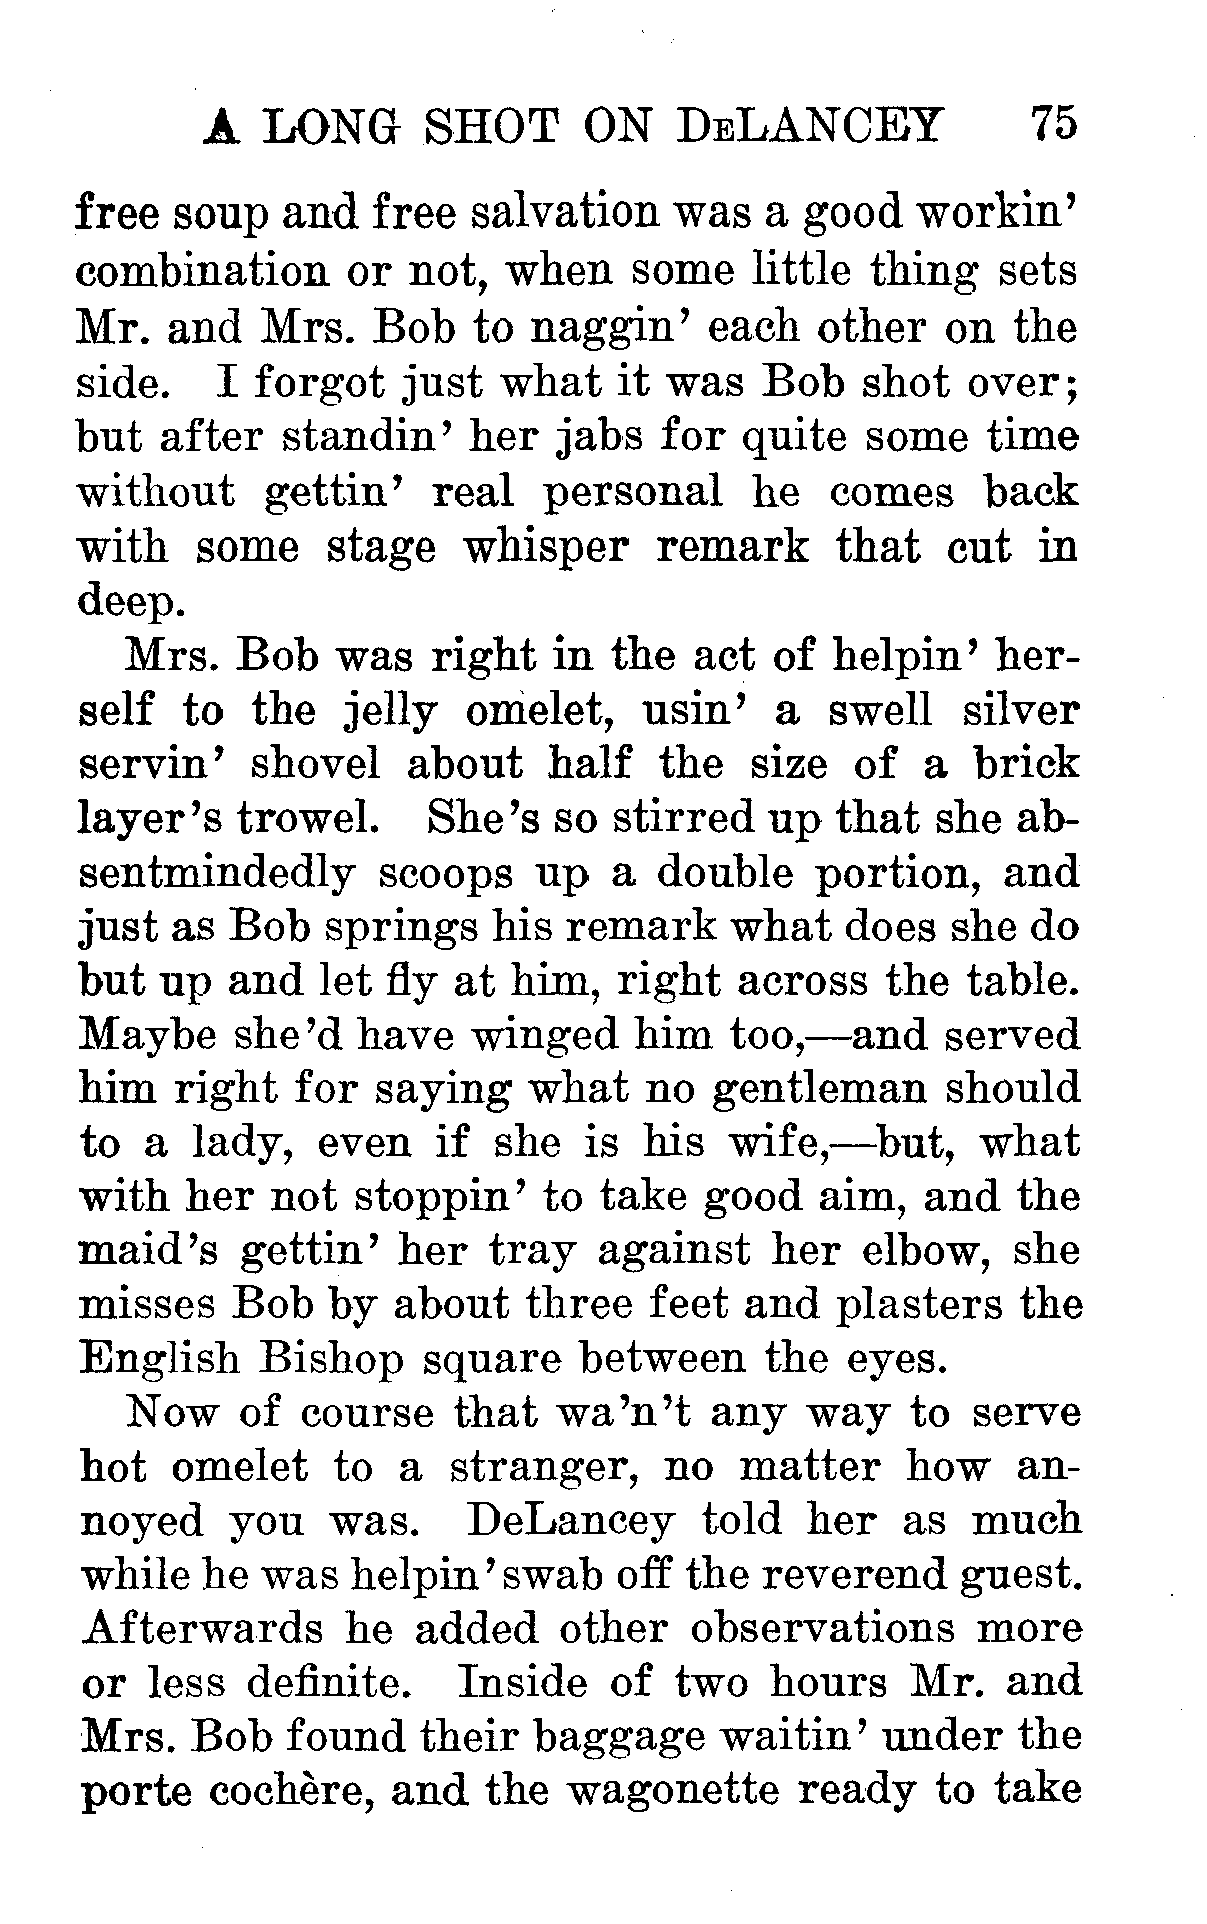 A LONG SHOT ON DELANCEY 75
free soup and free salvation was a good workin'
combination or not, when some little thing sets
Mr. and Mrs. Bob to naggin' each other on the
side. I forgot just what it was Bob shot over;
but after standin' her jabs for quite some time
without gettin' real personal he comes back
with some stage whisper remark that cut in
deep.
Mrs. Bob was right in the act of helpin' her-
self to the jelly omelet, usin' a swell silver
servin' shovel about half the size of a brick
layer's trowel. She's so stirred up that she ab-
sentmindedly scoops up a double portion, and
just as Bob springs his remark what does she do
but up and let fly at him, right across the table.
Maybe she'd have winged him too,—and served
him right for saying what no gentleman should
to a lady, even if she is his wife,—but, what
with her not stoppin' to take good aim, and the
maid's gettin' her tray against her elbow, she
misses Bob by about three feet and plasters the
English Bishop square between the eyes.
Now of course that wa'n't any way to serve
hot omelet to a stranger, no matter how an-
noyed you was. DeLancey told her as much
while he was helpin' swab off the reverend guest.
Afterwards he added other observations more
or less definite. Inside of two hours Mr. and
Mrs. Bob found their baggage waitin' under the
porte cochère, and the wagonette ready to take